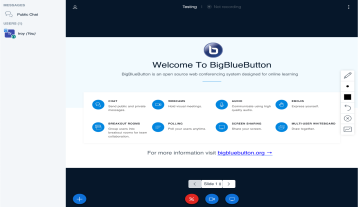 MESSAGES
Public Chat
USERS (1)
Imy (You)
Testing
Not recording
Welcome To BigBlueButton
BigBlueButton is an open source web conferencing system designed for online learning
CHAT
Send public and private messages.
WEBCAMS
Hold visual meetings.
AUDIO
Communicate using high quality audio.
EMOJIS
Express yourself.
BREAKOUT ROOMS
Group users into breakout rooms for team collaboration.
POLLING
Poll your users anytime.
SCREEN SHARING
Share your screen.
MULTI-USER WHITEBOARD
Draw together.
For more information visit bigbluebutton.org →
Slide 1